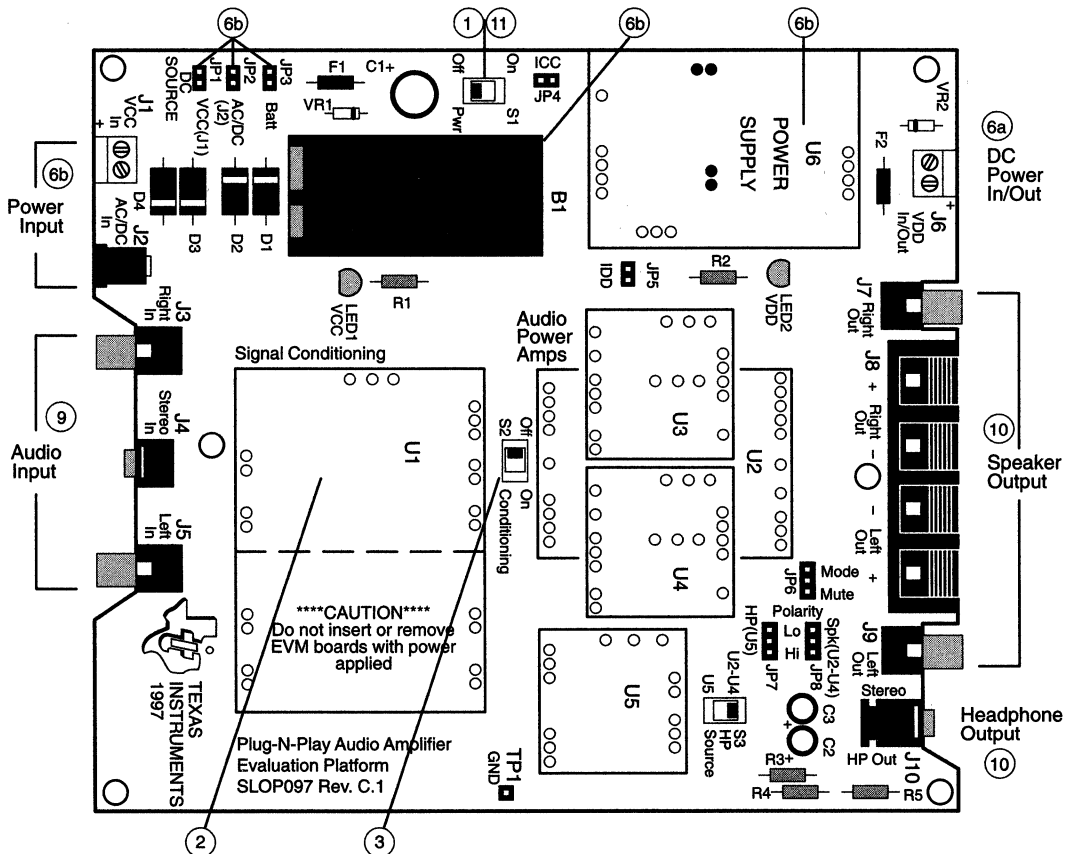 6b
1
11
6b
6b
DC
SOURCE
JP1
VCC(J1)
JP2
AC/DC
(J2)
JP3
Batt
F1
VR1
C1+
Off
On
Pwr
S1
ICC
JP4
U6
POWER
SUPPLY
VR2
F2
6a
DC
Power
In/Out
+
J6
VDD
In/Out
J1
VCC
In
+
6b
Power
Input
D4
AC/DC
In
J2
D3
D2
D1
B1
LED1
VCC
R1
IDD
JP5
R2
LED2
VDD
J3
Right
In
J7
Right
Out
Signal Conditioning
Audio
Power
Amps
9
Audio
Input
J4
Stereo
In
U1
S2
Off
On
Conditioning
U3
U2
J8
+
Right
Out
-
-
Left
Out
+
10
Speaker
Output
J5
Left
In
U4
JP6
Mode
Mute
****CAUTION****
Do not insert or remove
EVM boards with power
applied
HP(U5)
Polarity
Lo
Hi
Spk(U2-U4)
JP7
JP8
J9
Left
Out
TEXAS
INSTRUMENTS
1997
U5
U5
U2-U4
S3
HP
Source
+
C3
C2
Stereo
HP Out
J10
Headphone
Output
10
Plug-N-Play Audio Amplifier
Evaluation Platform
SLOP097 Rev. C.1
TP1
GND
R3+
R4
R5
2
3